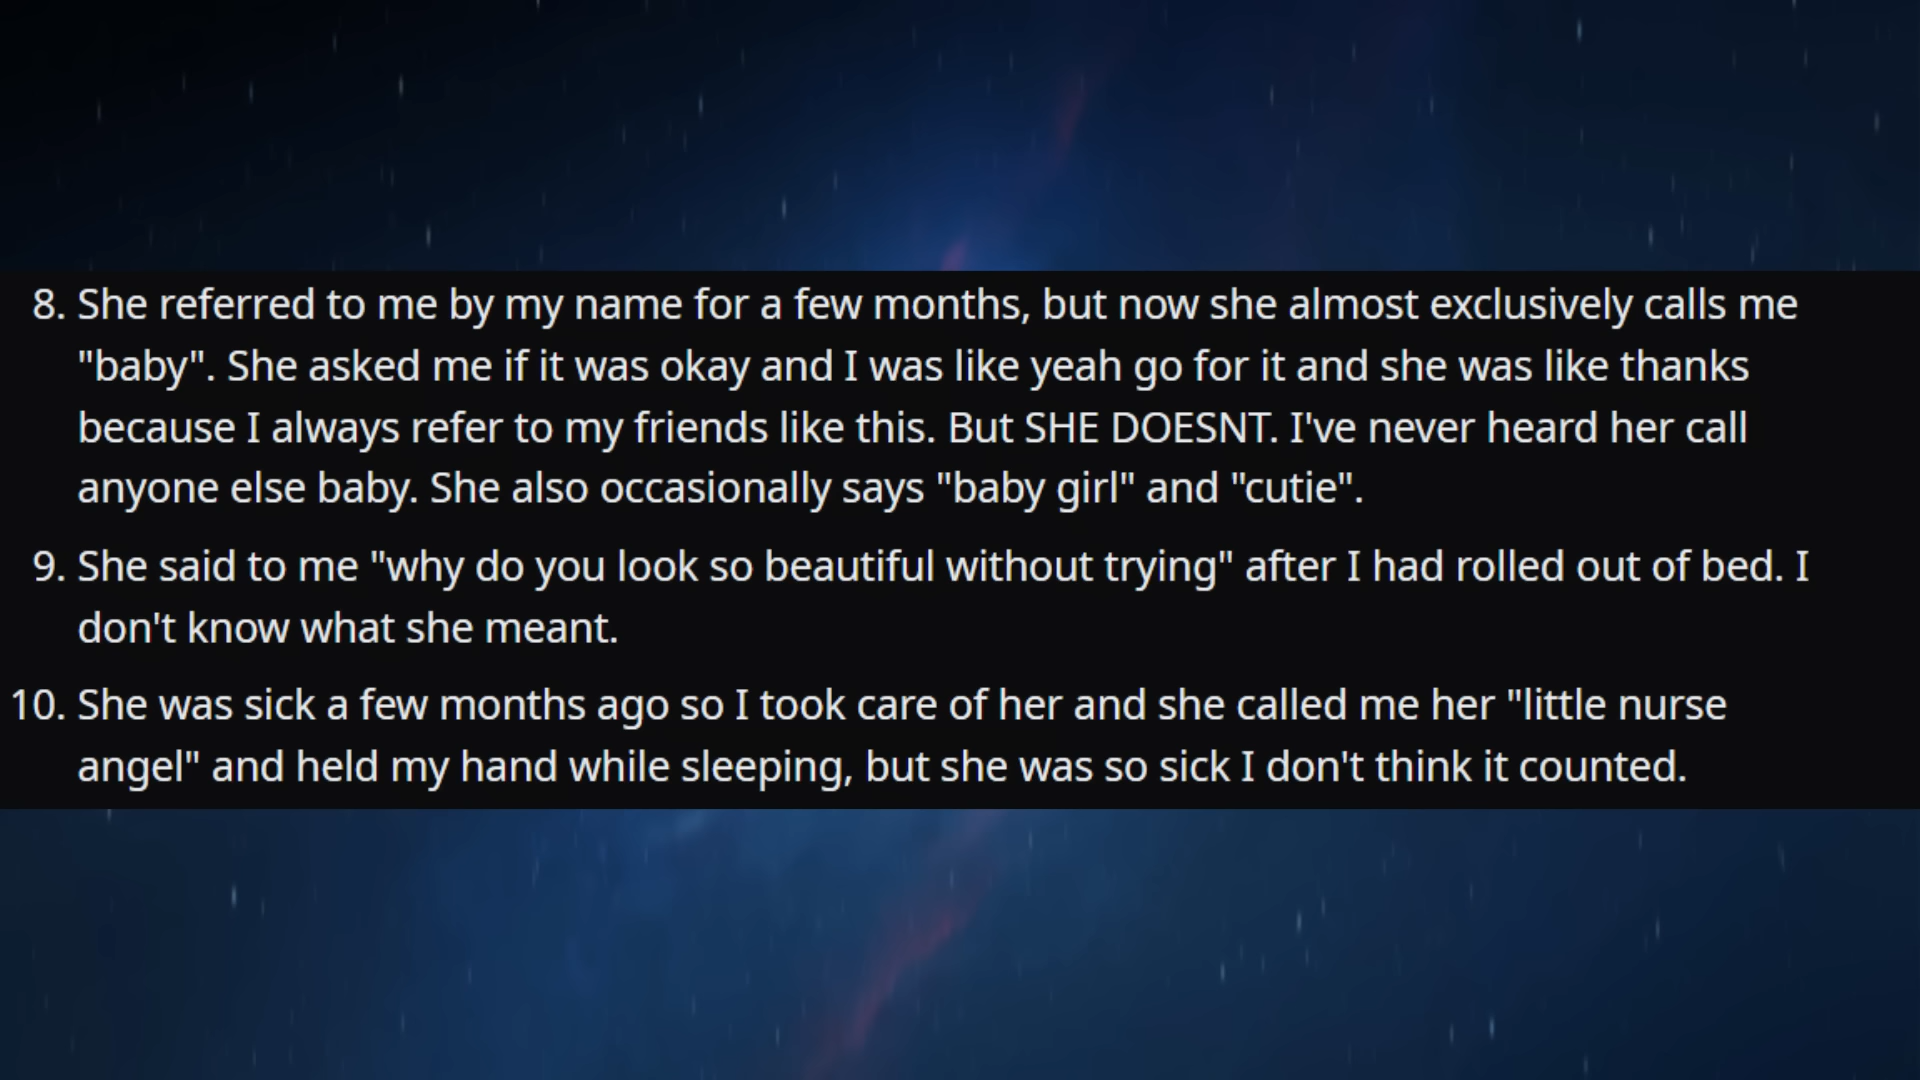 8. She referred to me by my name for a few months, but now she almost exclusively calls me
"baby". She asked me if it was okay and I was like yeah go for it and she was like thanks
because I always refer to my friends like this. But SHE DOESNT. I've never heard her call
anyone else baby. She also occasionally says "baby girl" and "cutie".
9. She said to me "why do you look so beautiful without trying" after I had rolled out of bed. I
don't know what she meant.
10. She was sick a few months ago so I took care of her and she called me her "little nurse
angel" and held my hand while sleeping, but she was so sick I don't think it counted.